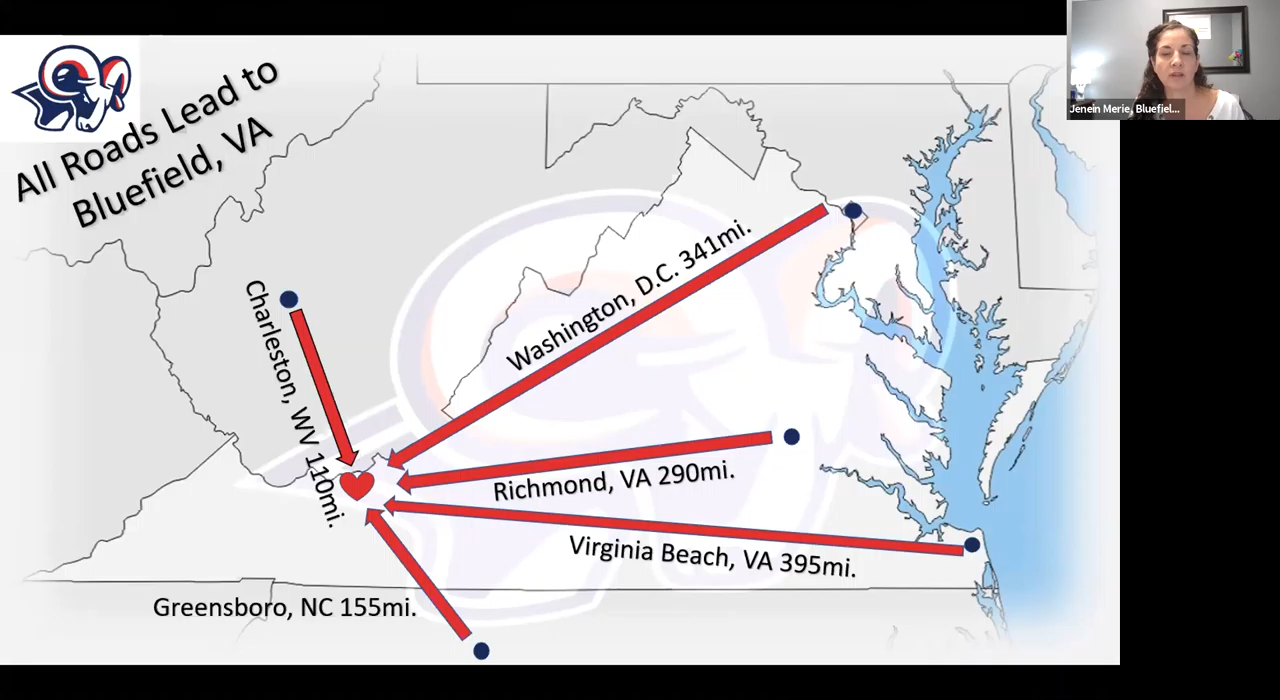 All Roads Lead to
Bluefield, VA
Jenein Merie, Bluefiel...
Washington, D.C. 341mi.
Charleston, WV 110mi.
Richmond, VA 290mi.
Virginia Beach, VA 395mi.
Greensboro, NC 155mi.